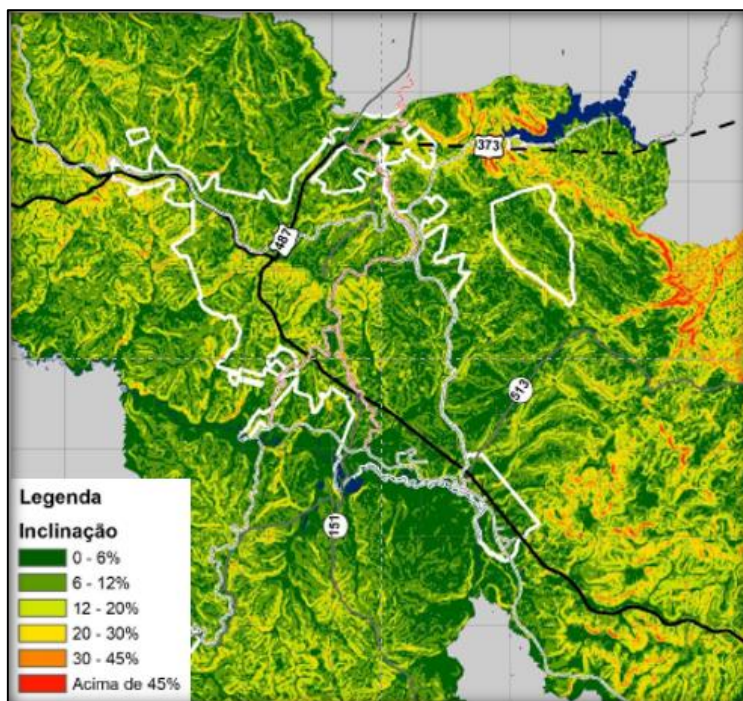 373
487
513
151
Legenda
Inclinação
0 - 6%
6 - 12%
12 - 20%
20 - 30%
30 - 45%
Acima de 45%